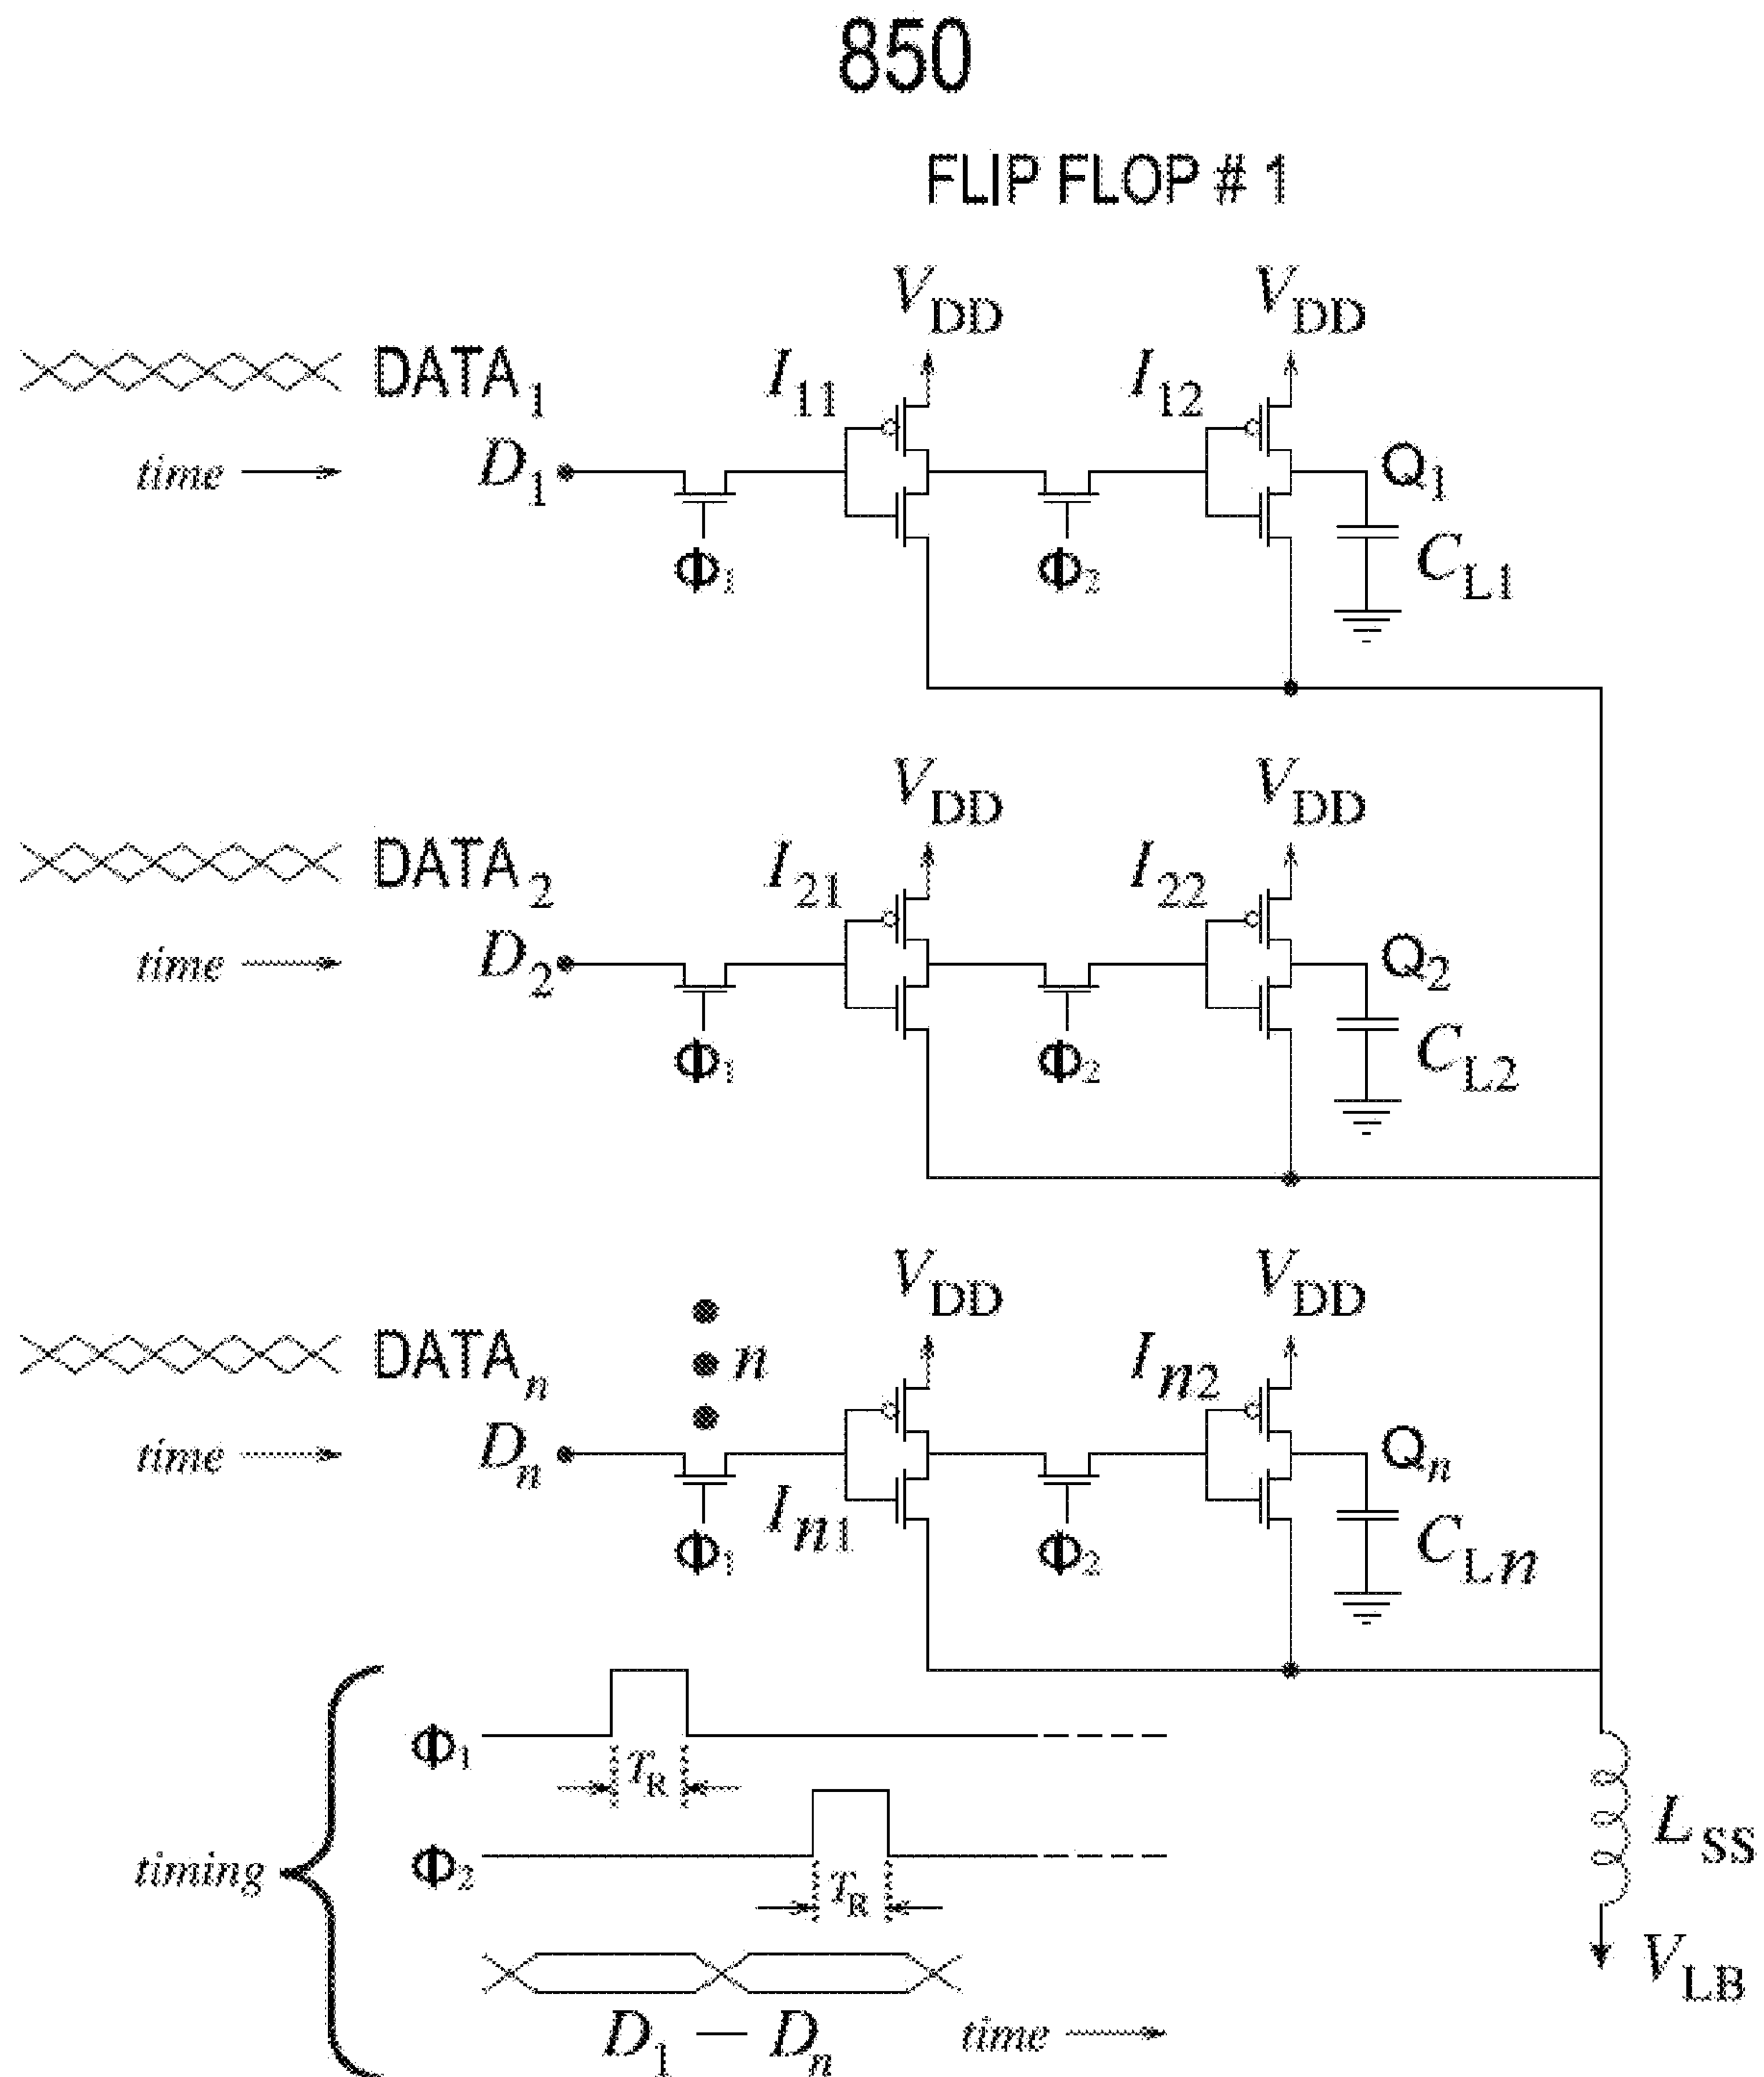 850
FLIP FLOP # 1
V_DD V_DD
DATA_1 I_11 I_12
time D_1 Q_1
Φ_1 Φ_2 C_L1
V_DD V_DD
DATA_2 I_21 I_22
time D_2 Q_2
Φ_1 Φ_2 C_L2
V_DD V_DD
DATA_n n I_n2
time D_n I_n1 Q_n
Φ_1 Φ_2 C_Ln
Φ_1
T_R
L_SS
timing Φ_2
T_R
V_LB
D_1 — D_n time